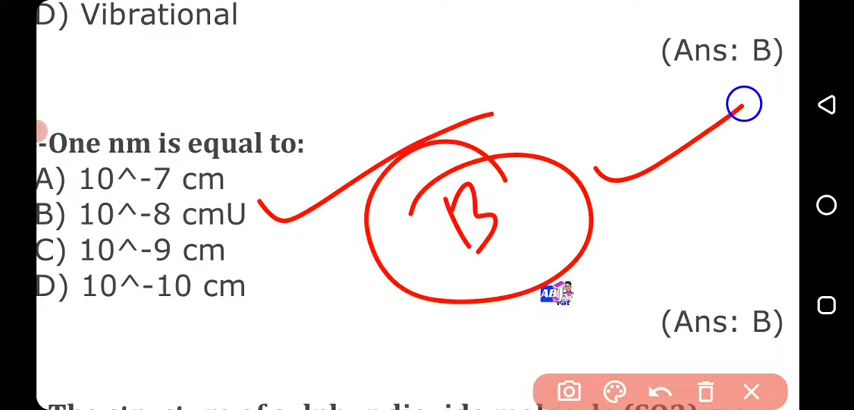 D) Vibrational
(Ans: B)
-One nm is equal to:
A) 10^-7 cm
B) 10^-8 cmU
C) 10^-9 cm
D) 10^-10 cm
B
(Ans: B)